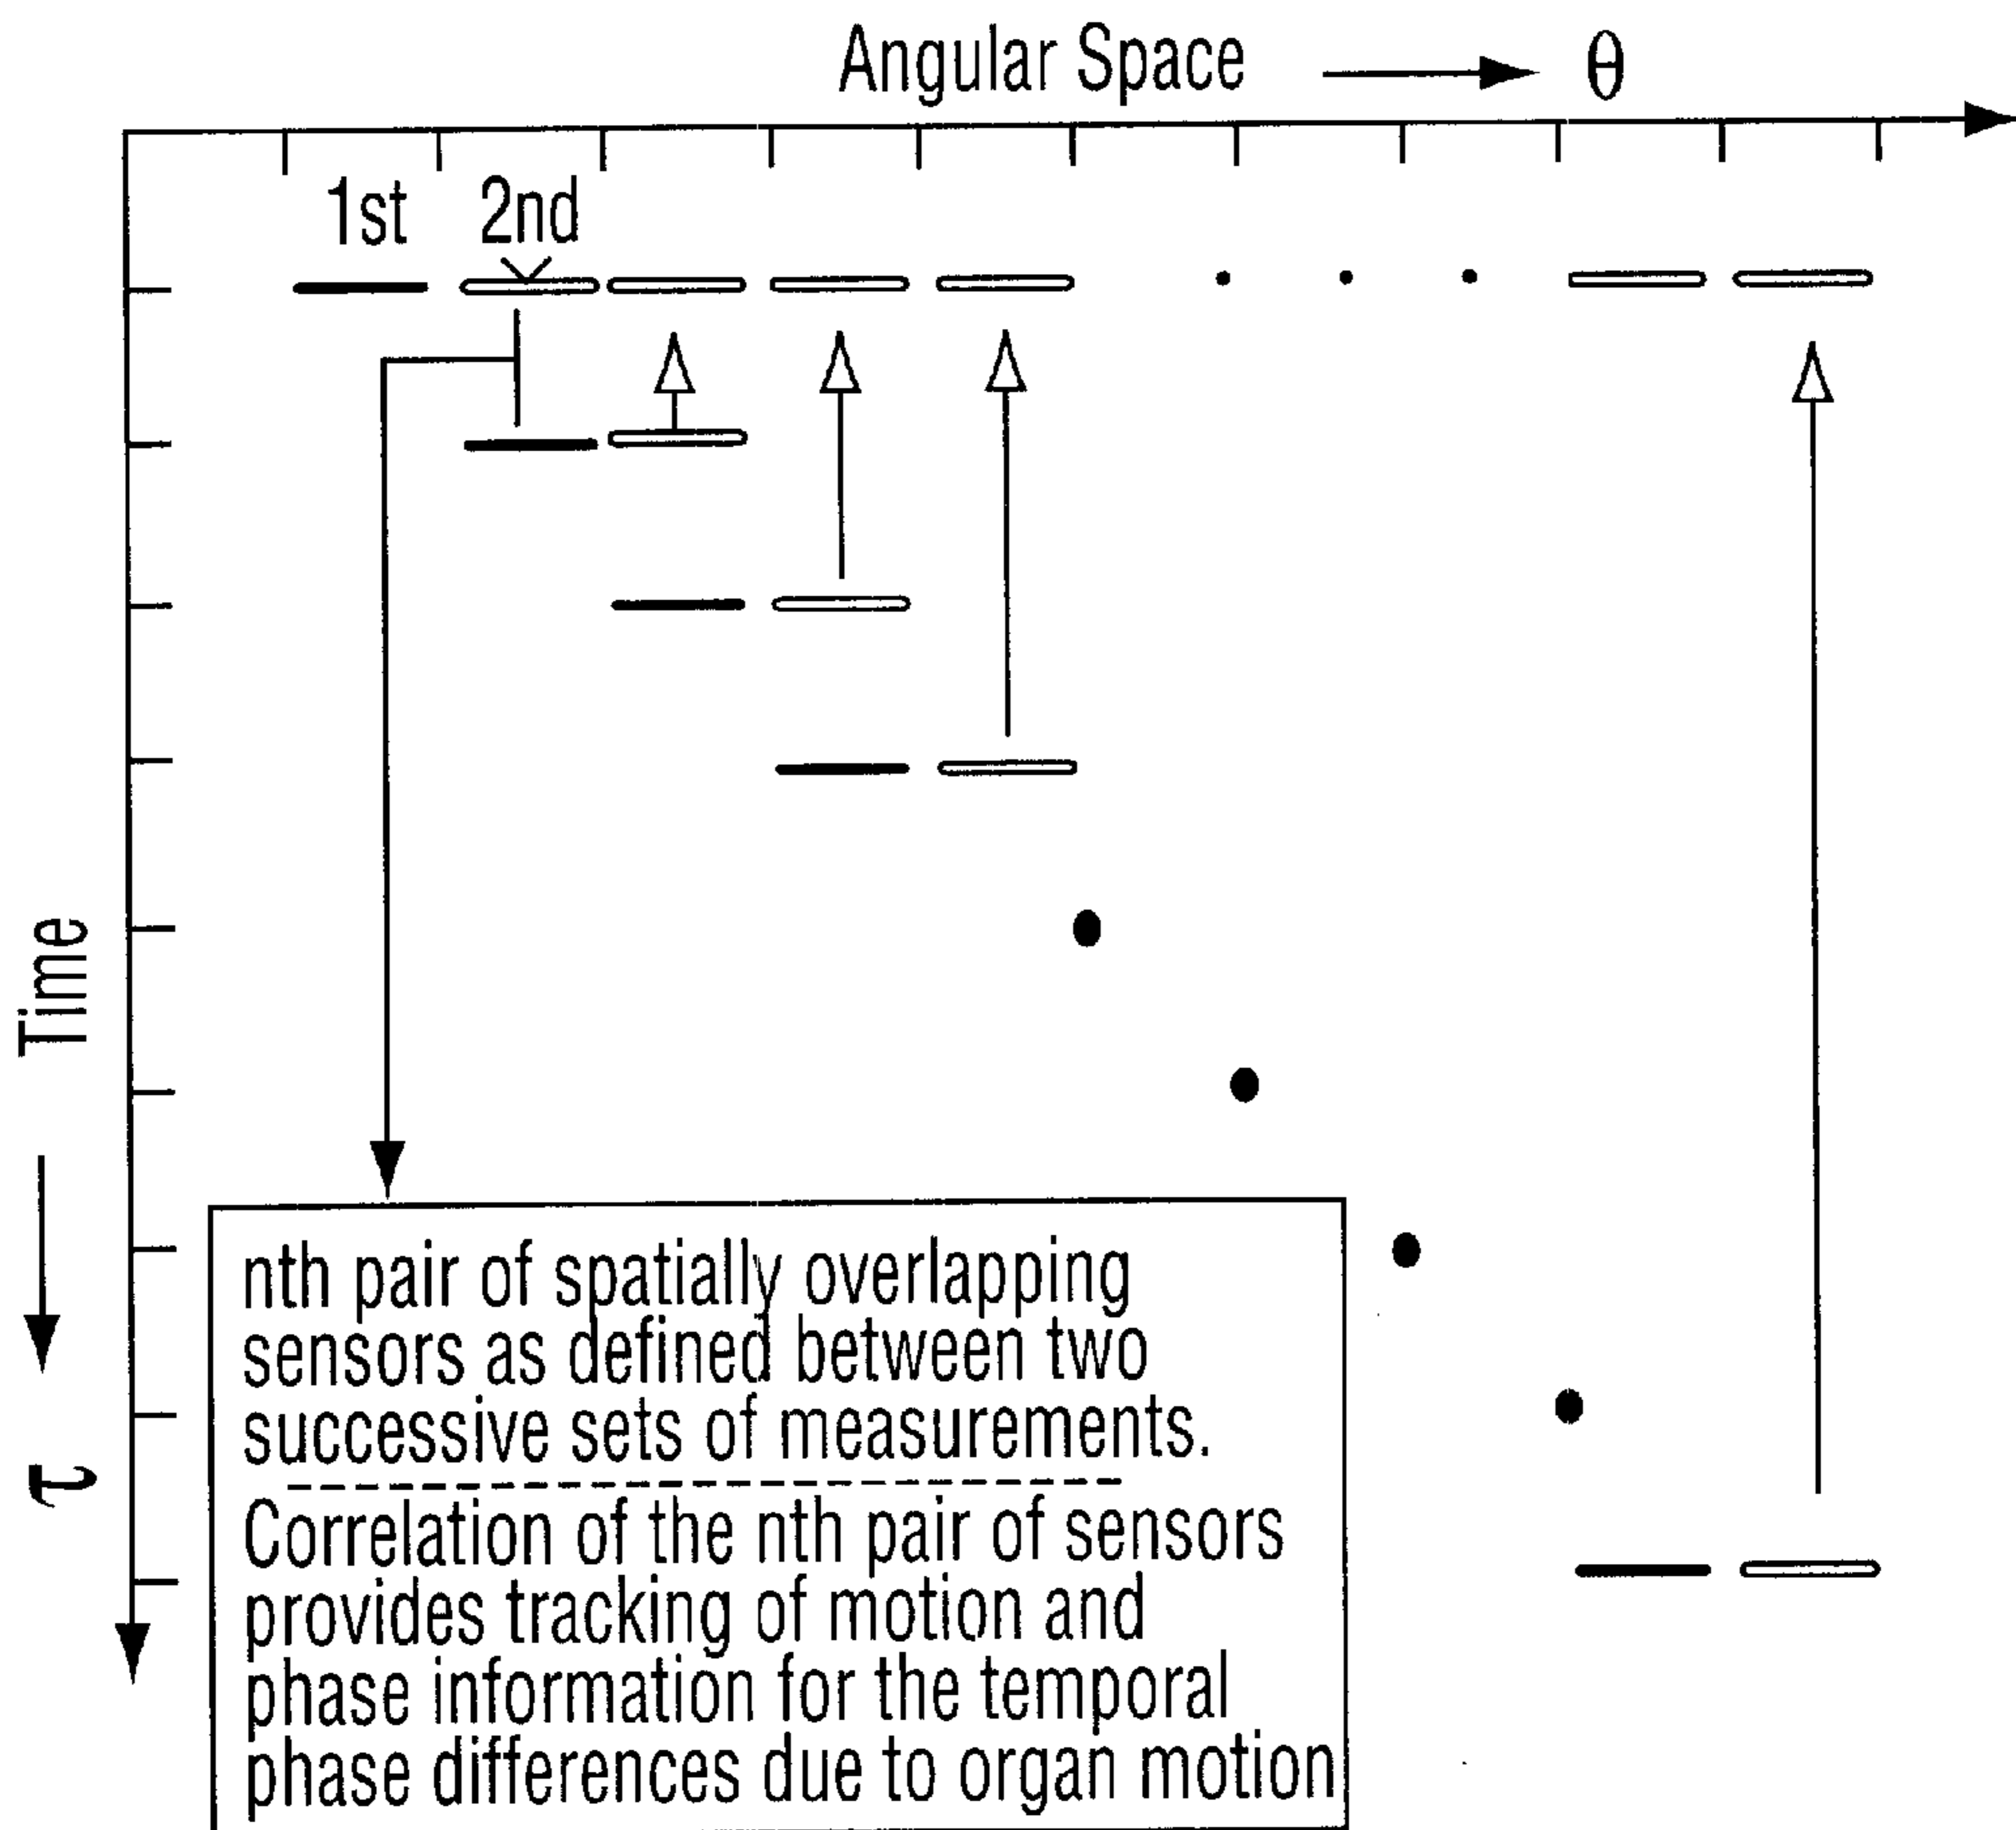 Angular Space θ
1st 2nd
Time
τ
nth pair of spatially overlapping
sensors as defined between two
successive sets of measurements.
Correlation of the nth pair of sensors
provides tracking of motion and
phase information for the temporal
phase differences due to organ motion